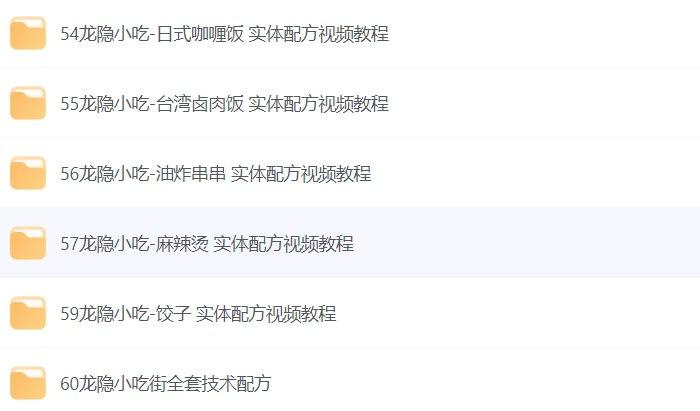 54龙隐小吃-日式咖喱饭 实体配方视频教程
55龙隐小吃-台湾卤肉饭 实体配方视频教程
56龙隐小吃-油炸串串 实体配方视频教程
57龙隐小吃-麻辣烫 实体配方视频教程
59龙隐小吃-饺子 实体配方视频教程
60龙隐小吃街全套技术配方